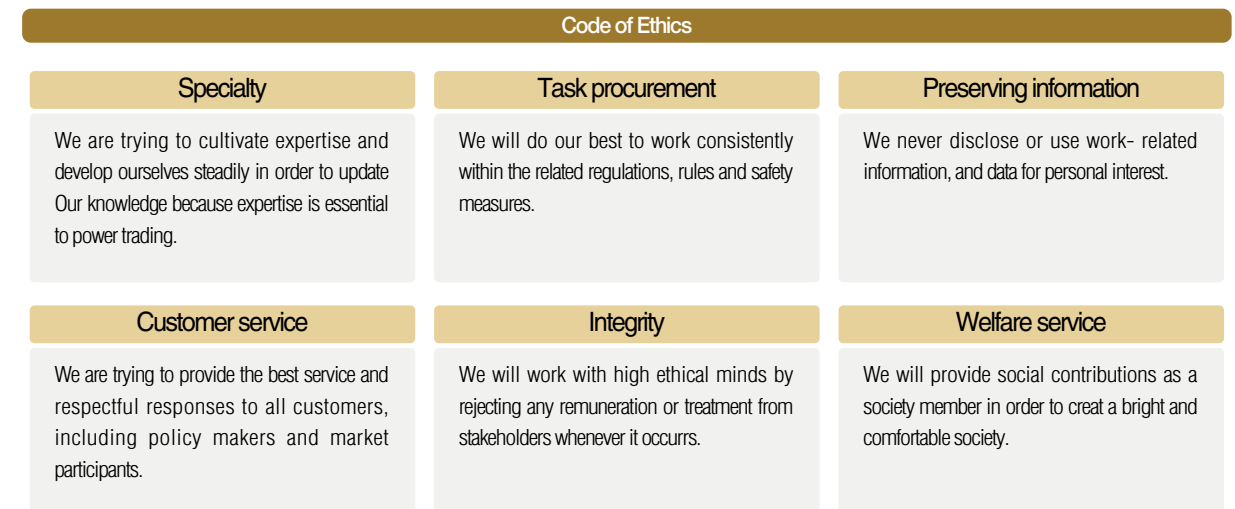 Code of Ethics
Specialty
We are trying to cultivate expertise and
develop ourselves steadily in order to update
Our knowledge because expertise is essential
to power trading.
Task procurement
We will do our best to work consistently
within the related regulations, rules and safety
measures.
Preserving information
We never disclose or use work- related
information, and data for personal interest.
Customer service
We are trying to provide the best service and
respectful responses to all customers,
including policy makers and market
participants.
Integrity
We will work with high ethical minds by
rejecting any remuneration or treatment from
stakeholders whenever it occurrs.
Welfare service
We will provide social contributions as a
society member in order to creat a bright and
comfortable society.